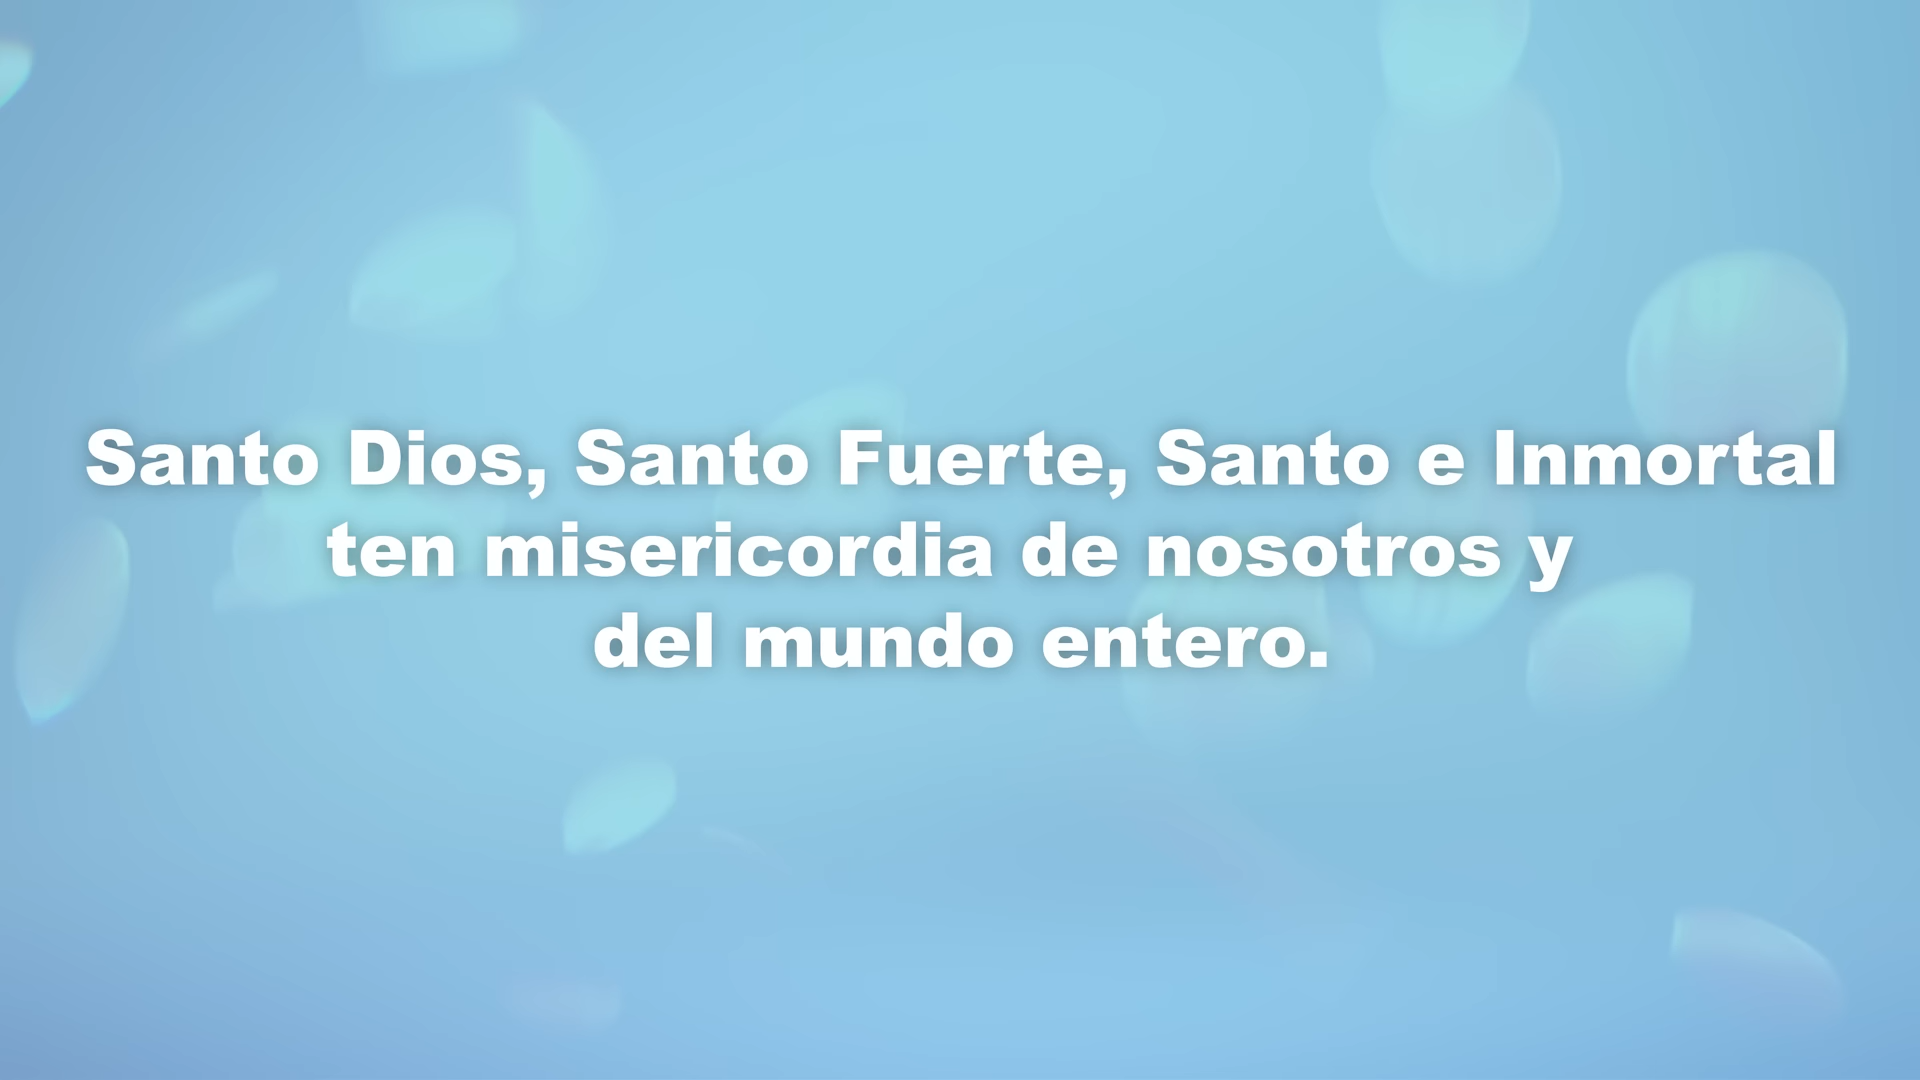 Santo Dios, Santo Fuerte, Santo e Inmortal
ten misericordia de nosotros y
del mundo entero.